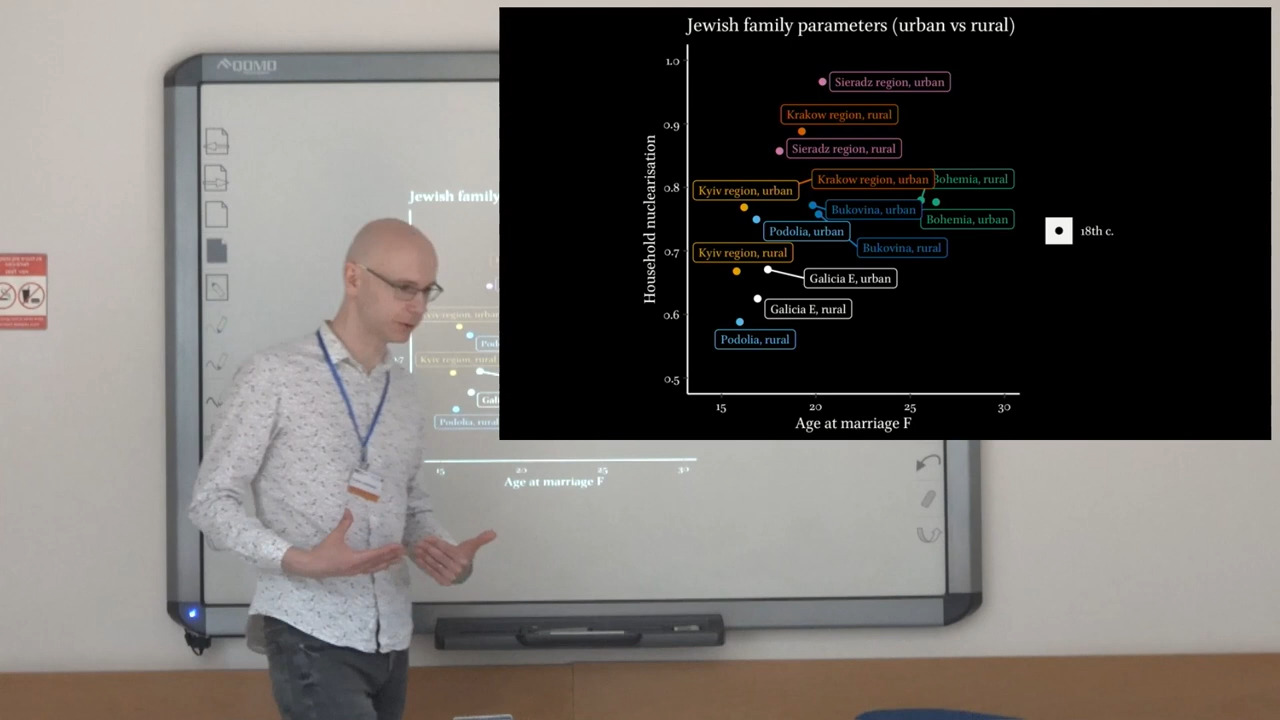 Jewish family parameters (urban vs rural)
1.0
Sieradz region, urban
Krakow region, rural
0.9
Sieradz region, rural
0.8
Kyiv region, urban
Krakow region, urban
Bohemia, rural
Bukovina, urban
Bohemia, urban
Podolia, urban
18th c.
Bukovina, rural
0.7
Kyiv region, rural
Galicia E, urban
Galicia E, rural
0.6
Podolia, rural
0.5
15
20
25
30
Age at marriage F
Household nuclearisation
Jewish family
Kyiv region, urban
Podo
Kyiv region, rural
Gali
Podolia, rural
15
20
25
30
Age at marriage F